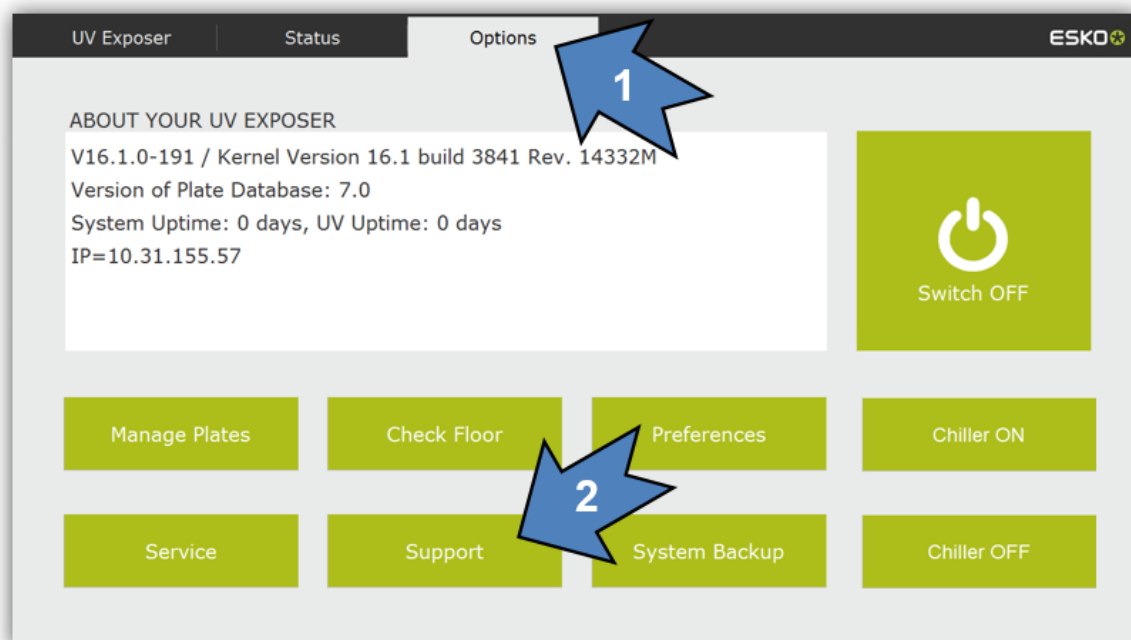 UV Exposer Status Options ESKO
1
ABOUT YOUR UV EXPOSER
V16.1.0-191 / Kernel Version 16.1 build 3841 Rev. 14332M
Version of Plate Database: 7.0
System Uptime: 0 days, UV Uptime: 0 days
IP=10.31.155.57
Switch OFF
Manage Plates Check Floor Preferences Chiller ON
2
Service Support System Backup Chiller OFF